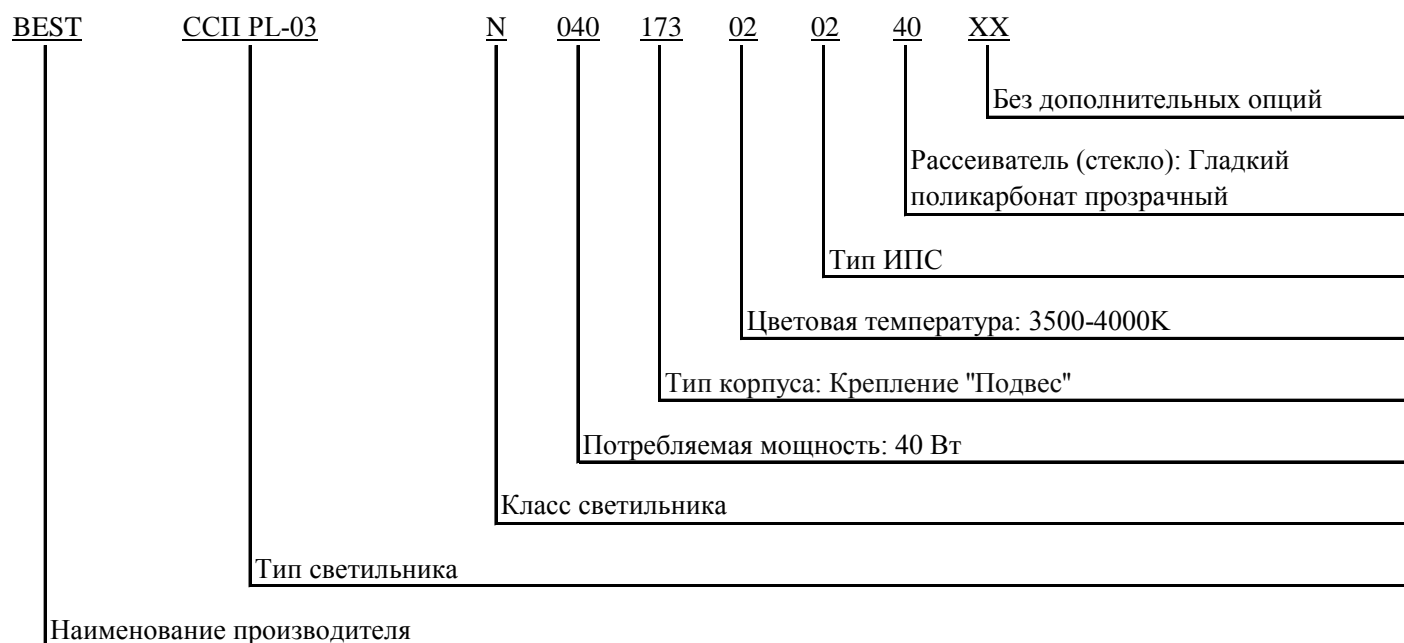 BEST ССП PL-03 N 040 173 02 02 40 XX
Без дополнительных опций
Рассеиватель (стекло): Гладкий
поликарбонат прозрачный
Тип ИПС
Цветовая температура: 3500-4000K
Тип корпуса: Крепление "Подвес"
Потребляемая мощность: 40 Вт
Класс светильника
Тип светильника
Наименование производителя